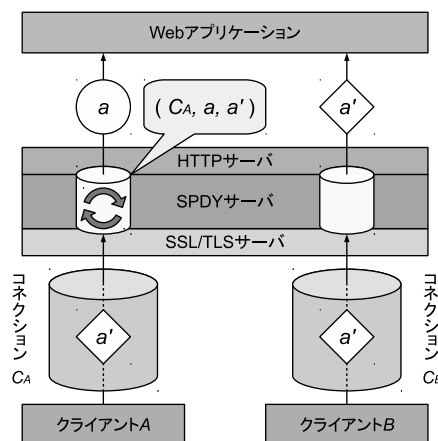 Webアプリケーション
a
( CA, a, a' )
a'
HTTPサーバ
SPDYサーバ
SSL/TLSサーバ
コネクション
CA
a'
a'
コネクション
CB
クライアントA
クライアントB